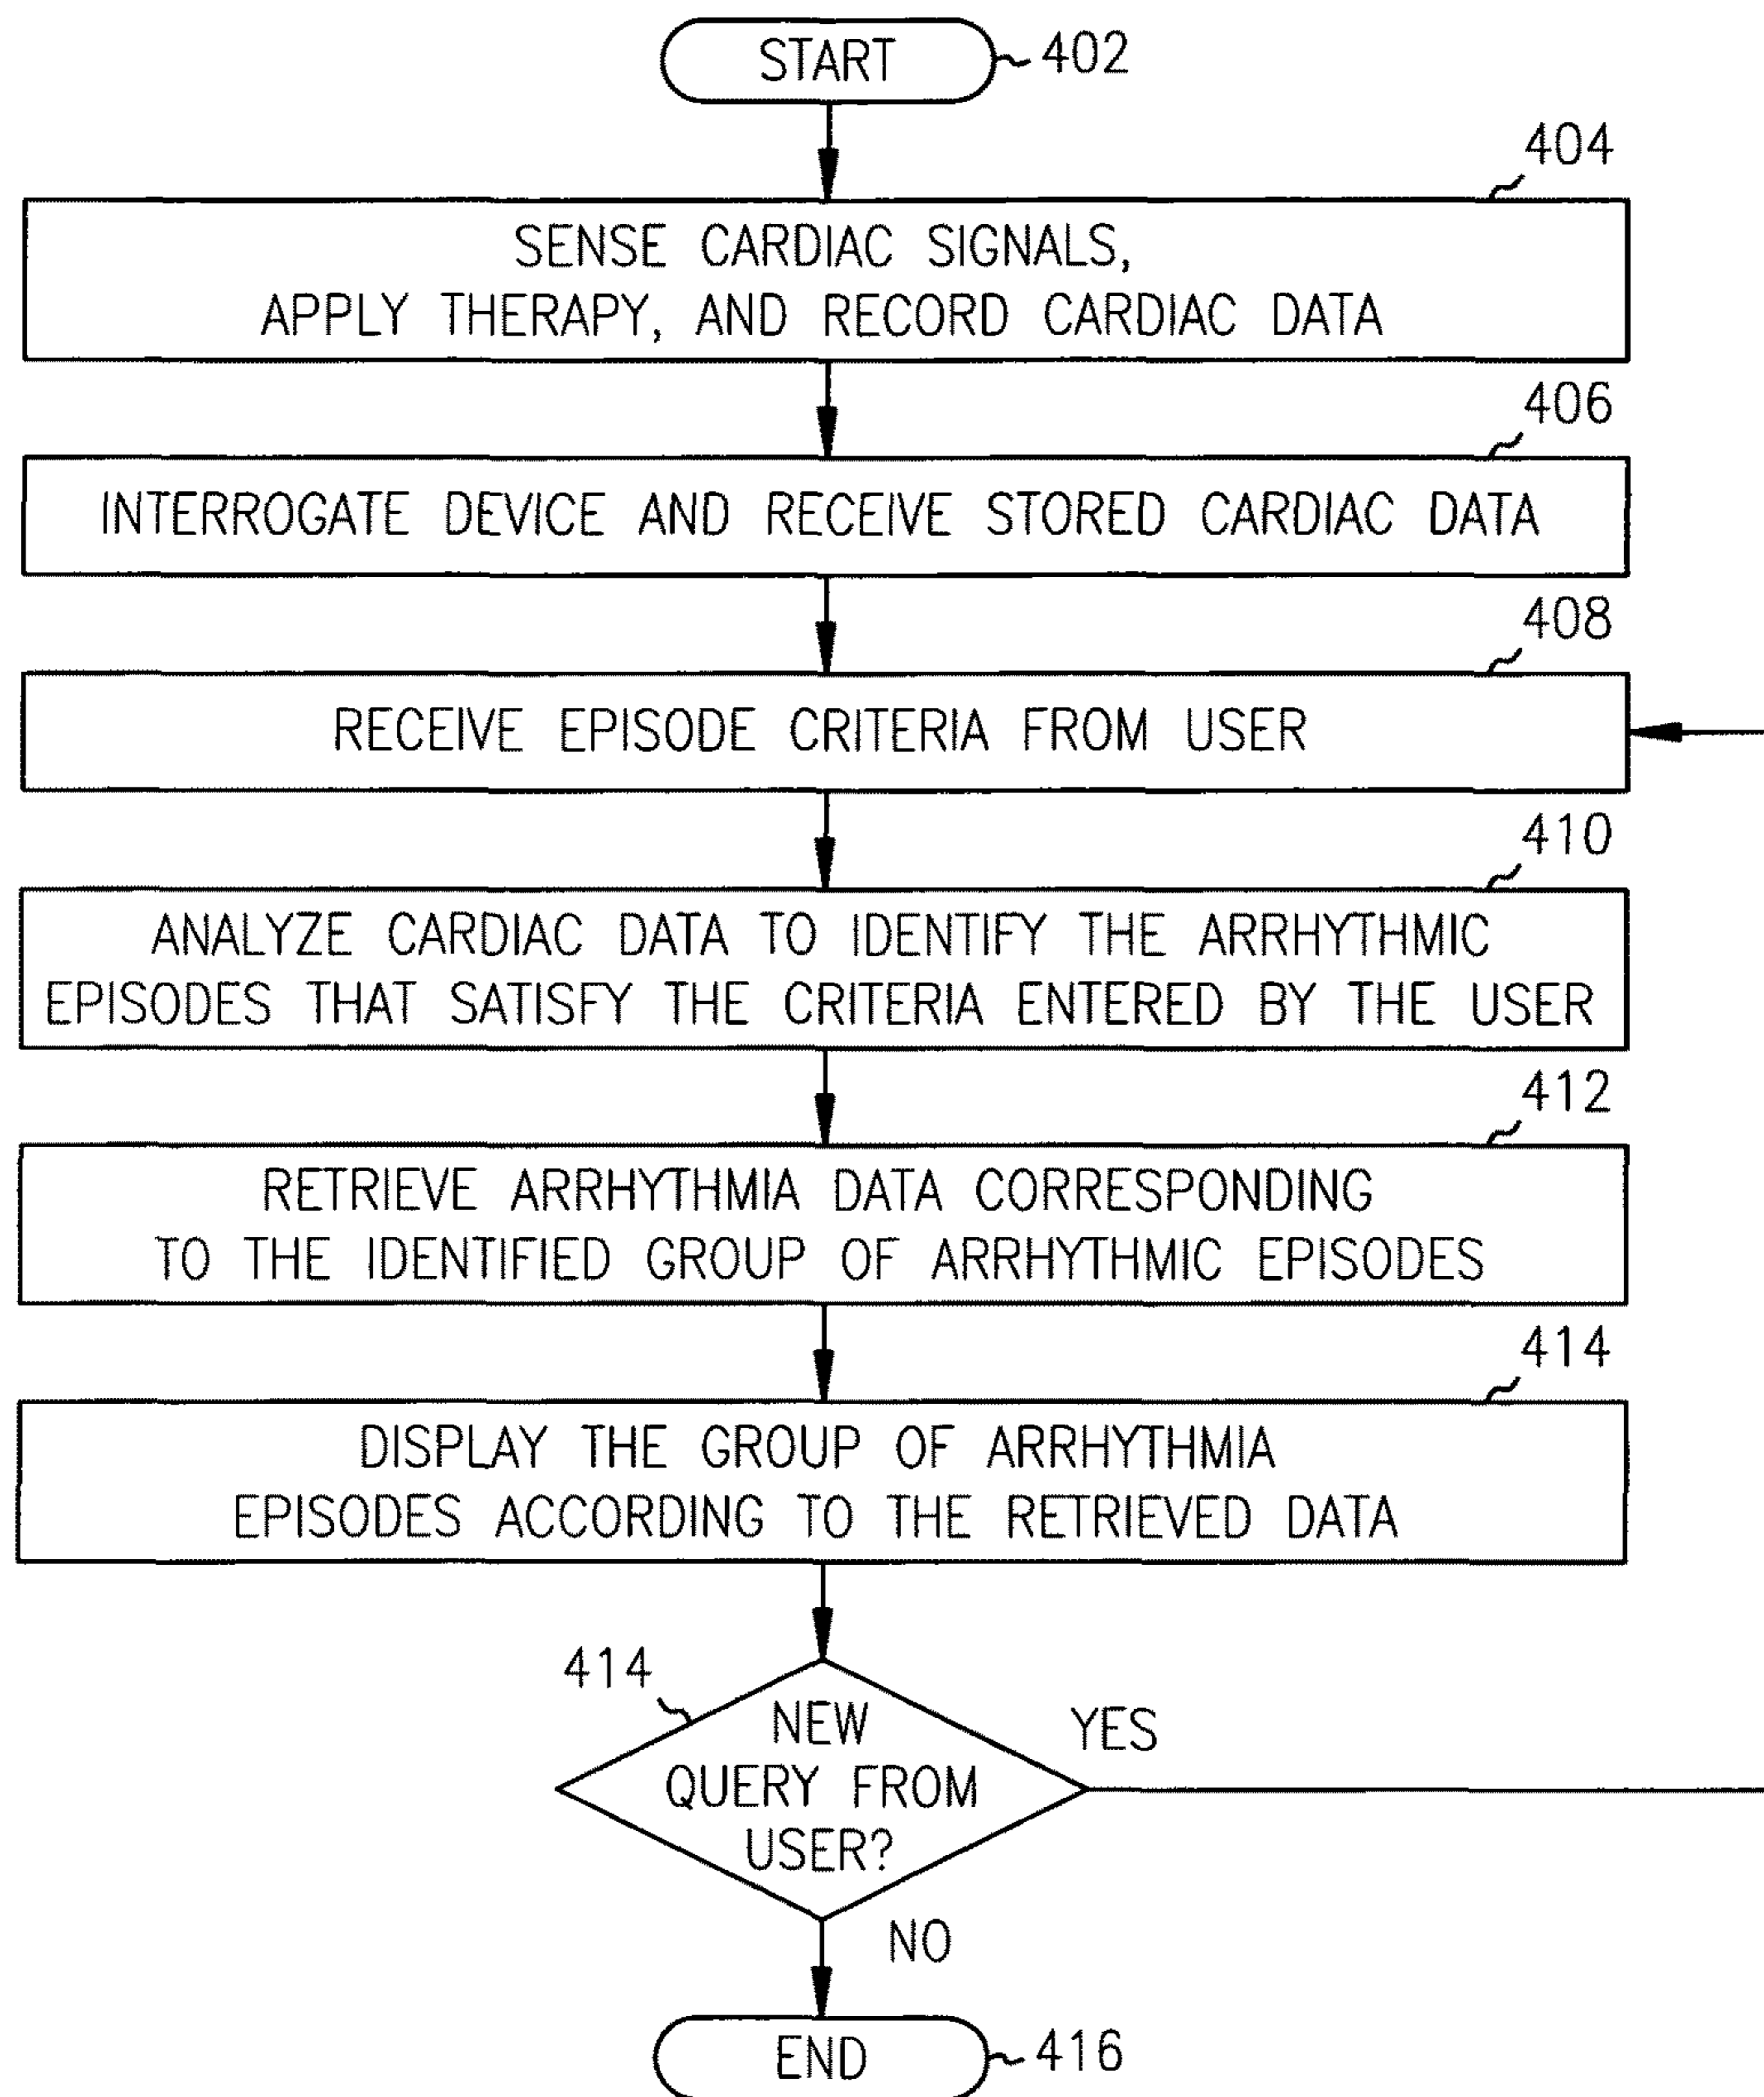 START
402
404
SENSE CARDIAC SIGNALS,
APPLY THERAPY, AND RECORD CARDIAC DATA
406
INTERROGATE DEVICE AND RECEIVE STORED CARDIAC DATA
408
RECEIVE EPISODE CRITERIA FROM USER
410
ANALYZE CARDIAC DATA TO IDENTIFY THE ARRHYTHMIC
EPISODES THAT SATISFY THE CRITERIA ENTERED BY THE USER
412
RETRIEVE ARRHYTHMIA DATA CORRESPONDING
TO THE IDENTIFIED GROUP OF ARRHYTHMIC EPISODES
414
DISPLAY THE GROUP OF ARRHYTHMIA
EPISODES ACCORDING TO THE RETRIEVED DATA
414
NEW
QUERY FROM
USER?
YES
NO
END
416